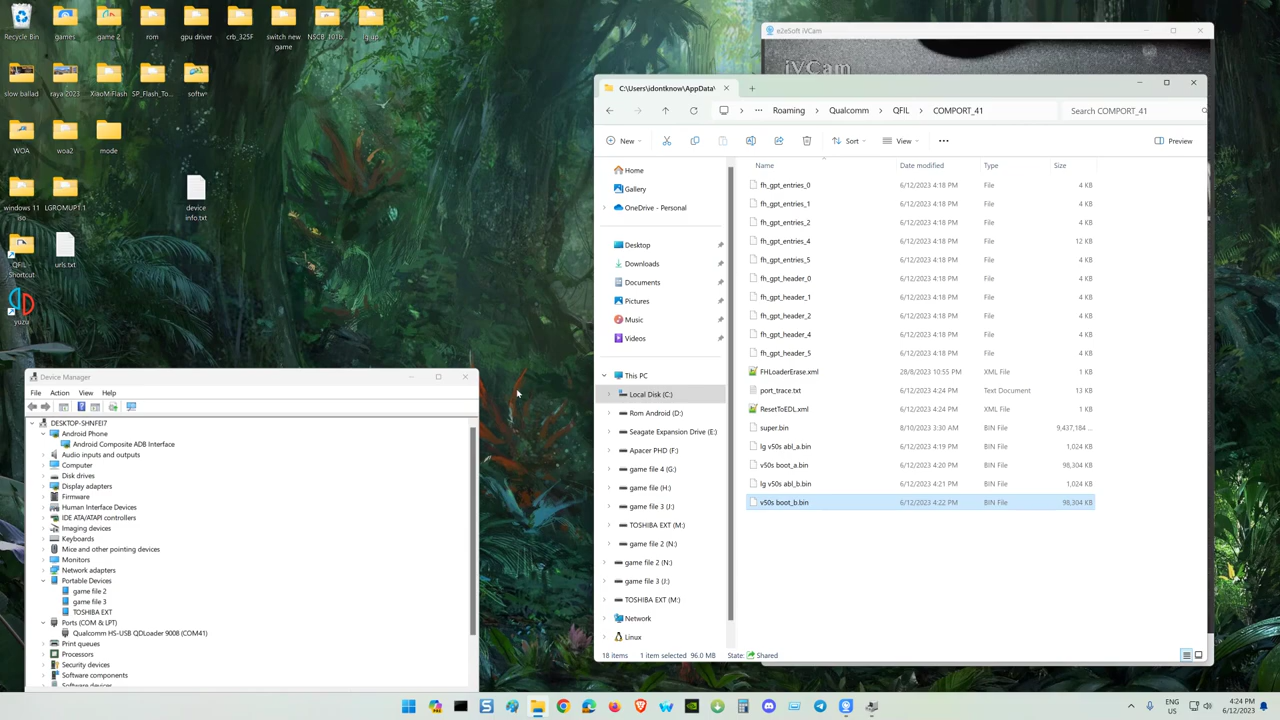 Recycle Bin
games
game 2
rom
gpu driver
crb_325F
switch new game
lg up
slow ballad
raya 2023
XiaoM-Flash
SP_Flash_To...
softw
WOA
woa2
mode
windows 11 iso
LGROMUP1.1
device info.txt
QFIL - Shortcut
urls.txt
yuzu
e2eSoft iVCam
iVCam
C:\Users\idontknow\AppData\
Roaming
Qualcomm
QFIL
COMPORT_41
Search COMPORT_41
New
Sort
View
Preview
Home
Gallery
OneDrive - Personal
Desktop
Downloads
Documents
Pictures
Music
Videos
This PC
Local Disk (C:)
Rom Android (D:)
Seagate Expansion Drive (E:)
Apacer PHD (F:)
game file 4 (G:)
game file (H:)
game file 3 (J:)
TOSHIBA EXT (M:)
game file 2 (N:)
game file 2 (N:)
game file 3 (J:)
TOSHIBA EXT (M:)
Network
Linux
Name Date modified Type Size
fh_gpt_entries_0 6/12/2023 4:18 PM File 4 KB
fh_gpt_entries_1 6/12/2023 4:18 PM File 4 KB
fh_gpt_entries_2 6/12/2023 4:18 PM File 4 KB
fh_gpt_entries_4 6/12/2023 4:18 PM File 12 KB
fh_gpt_entries_5 6/12/2023 4:18 PM File 4 KB
fh_gpt_header_0 6/12/2023 4:18 PM File 4 KB
fh_gpt_header_1 6/12/2023 4:18 PM File 4 KB
fh_gpt_header_2 6/12/2023 4:18 PM File 4 KB
fh_gpt_header_4 6/12/2023 4:18 PM File 4 KB
fh_gpt_header_5 6/12/2023 4:18 PM File 4 KB
FHLoaderErase.xml 28/8/2023 10:55 PM XML File 1 KB
port_trace.txt 6/12/2023 4:24 PM Text Document 13 KB
ResetToEDL.xml 6/12/2023 4:24 PM XML File 4 KB
super.bin 8/10/2023 3:30 AM BIN File 9,437,184 ...
lg v50s abl_a.bin 6/12/2023 4:19 PM BIN File 1,024 KB
v50s boot_a.bin 6/12/2023 4:20 PM BIN File 98,304 KB
lg v50s abl_b.bin 6/12/2023 4:21 PM BIN File 1,024 KB
v50s boot_b.bin 6/12/2023 4:22 PM BIN File 98,304 KB
18 items 1 item selected 96.0 MB State: Shared
Device Manager
File Action View Help
DESKTOP-SHNFEI7
Android Phone
Android Composite ADB Interface
Audio inputs and outputs
Computer
Disk drives
Display adapters
Firmware
Human Interface Devices
IDE ATA/ATAPI controllers
Imaging devices
Keyboards
Mice and other pointing devices
Monitors
Network adapters
Portable Devices
game file 2
game file 3
TOSHIBA EXT
Ports (COM & LPT)
Qualcomm HS-USB QDLoader 9008 (COM41)
Print queues
Processors
Security devices
Software components
Software devices
ENG
US
4:24 PM
6/12/2023